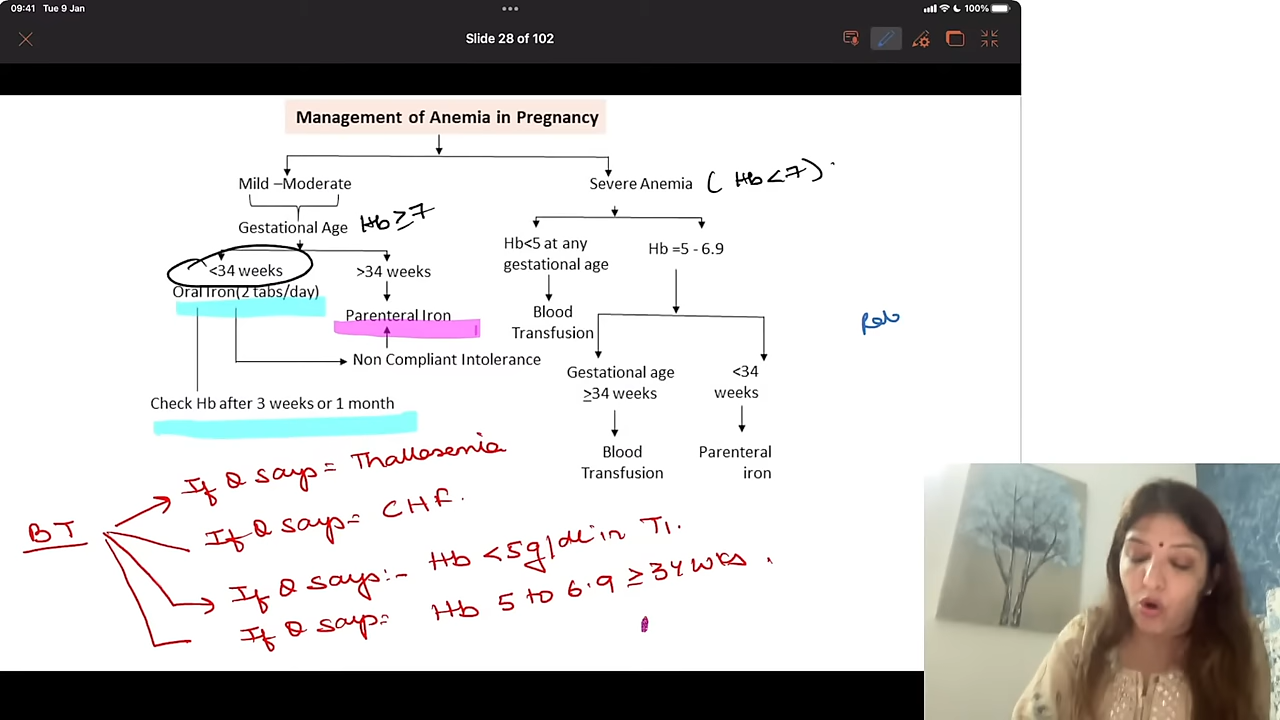 09:41 Tue 9 Jan
100%
Slide 28 of 102
Management of Anemia in Pregnancy
Mild –Moderate
Severe Anemia (Hb<7)
Gestational Age Hb≥7
<34 weeks
>34 weeks
Oral Iron(2 tabs/day)
Parenteral Iron
Non Compliant Intolerance
Check Hb after 3 weeks or 1 month
Hb<5 at any
gestational age
Hb =5 - 6.9
Blood
Transfusion
Gestational age
≥34 weeks
<34
weeks
Blood
Transfusion
Parenteral
iron
BT
If Q says= Thallasemia
If Q says= CHF.
If Q says:- Hb <5g/dl in T1.
If Q says:- Hb 5 to 6.9 ≥34wks.